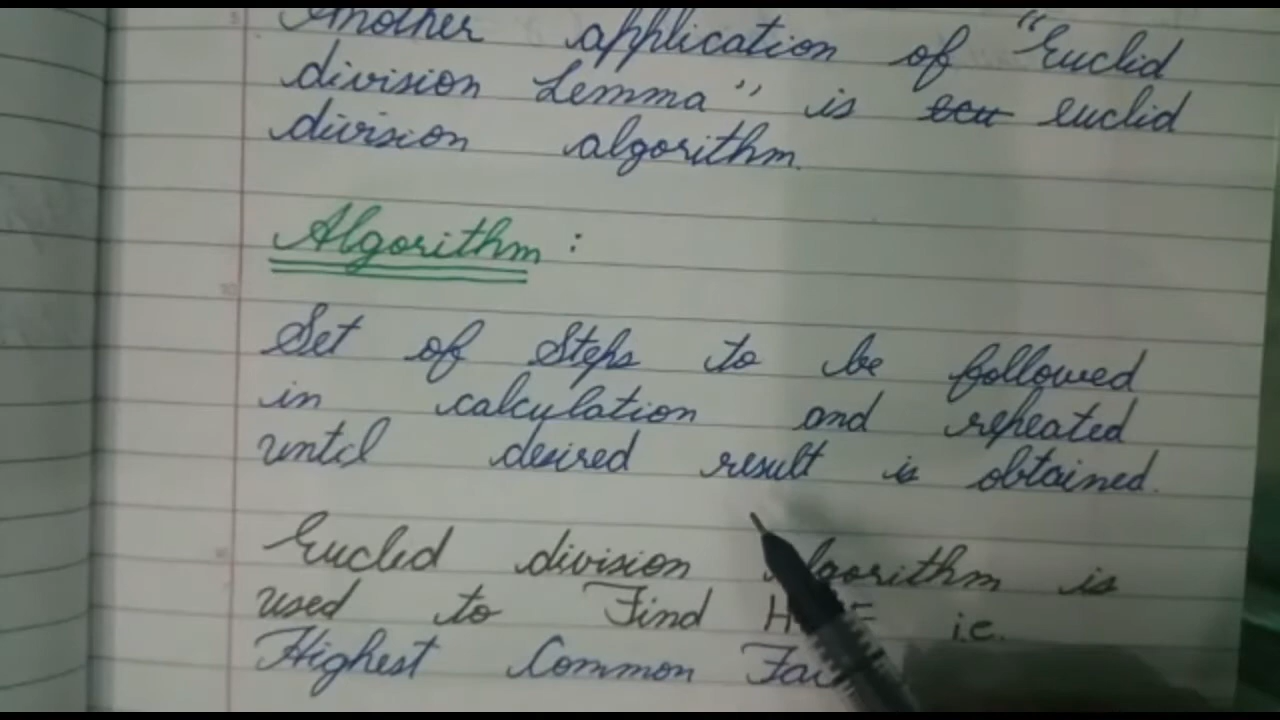 Another application of "Euclid
division Lemma" is euclid
division algorithm.
Algorithm :
Set of Steps to be followed
in calculation and repeated
until desired result is obtained.
Euclid division algorithm is
used to Find i.e.
Highest Common